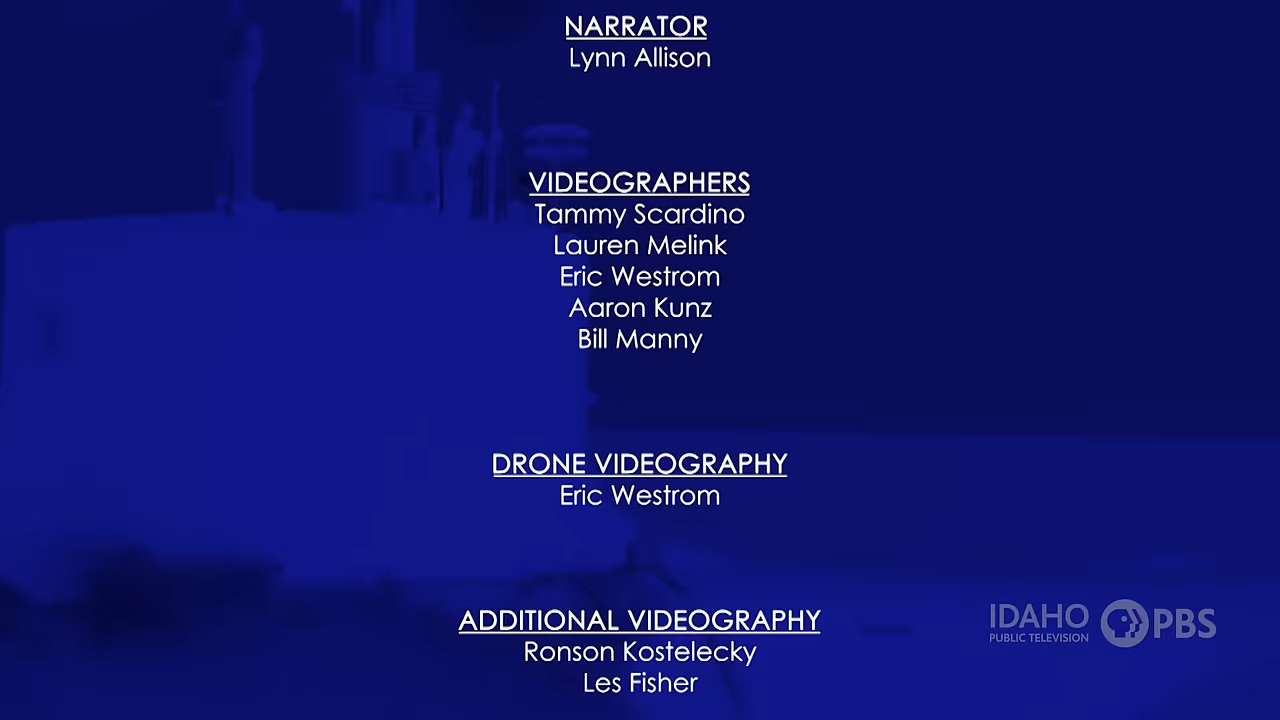 NARRATOR
Lynn Allison
VIDEOGRAPHERS
Tammy Scardino
Lauren Melink
Eric Westrom
Aaron Kunz
Bill Manny
DRONE VIDEOGRAPHY
Eric Westrom
ADDITIONAL VIDEOGRAPHY
Ronson Kostelecky
Les Fisher
IDAHO
PUBLIC TELEVISION
PBS